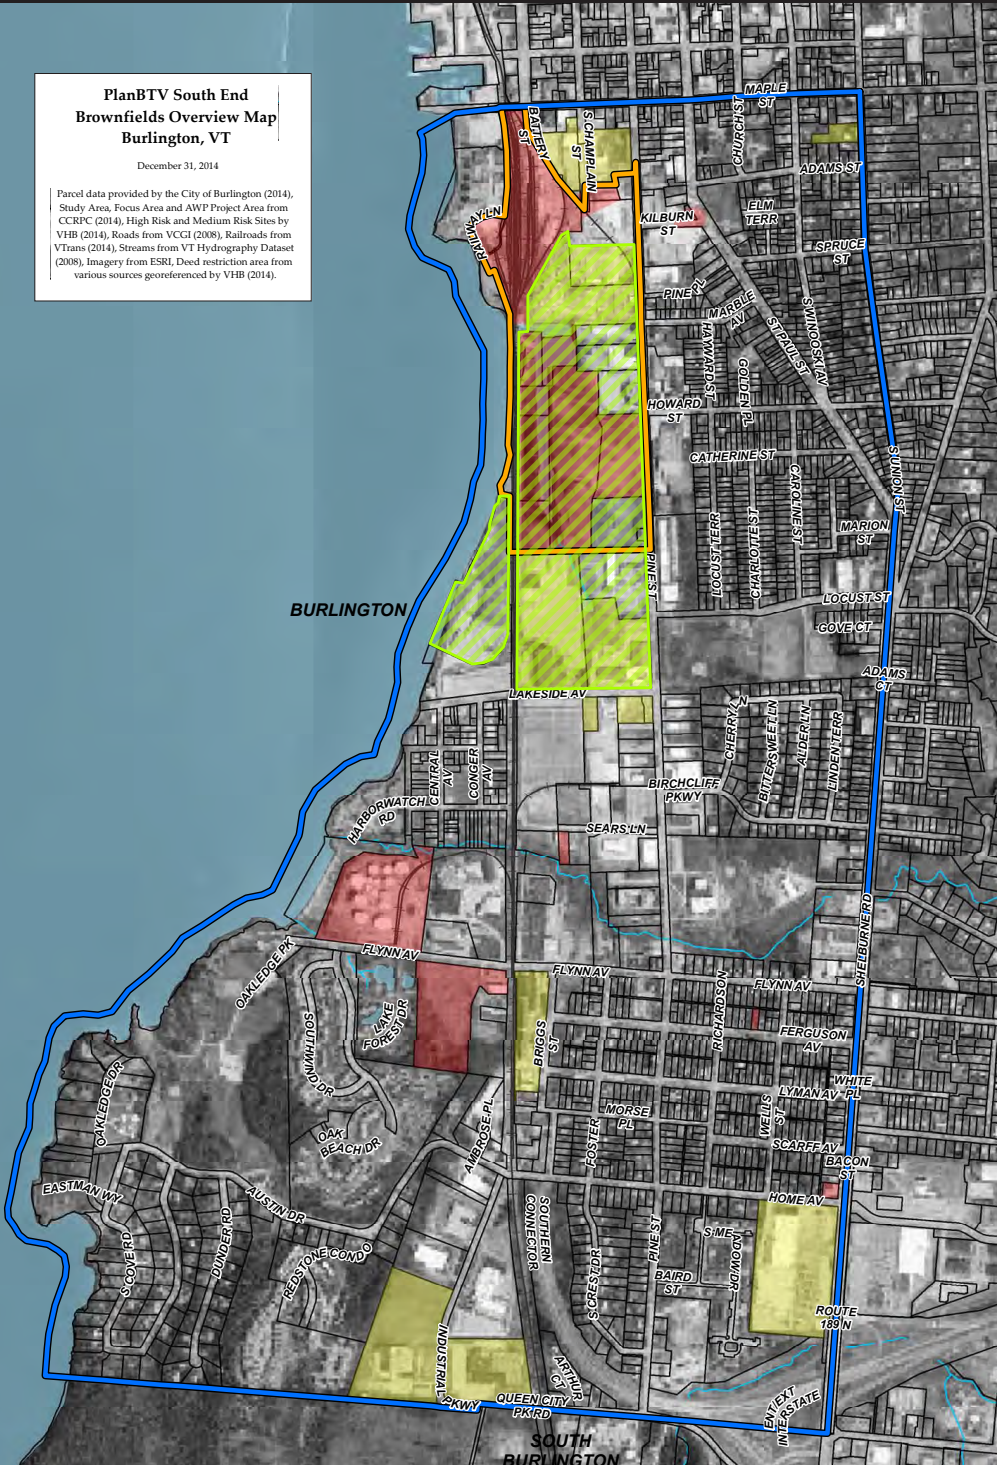 PlanBTV South End
Brownfields Overview Map
Burlington, VT
December 31, 2014
Parcel data provided by the City of Burlington (2014),
Study Area, Focus Area and AWP Project Area from
CCRPC (2014), High Risk and Medium Risk Sites by
VHB (2014), Roads from VCGI (2008), Railroads from
VTrans (2014), Streams from VT Hydrography Dataset
(2008), Imagery from ESRI, Deed restriction area from
various sources georeferenced by VHB (2014).
MAPLE
ST
BATTERY
ST
S CHAMPLAIN
ST
CHURCH ST
ADAMS ST
RAILWAY LN
KILBURN
ST
ELM
TERR
SPRUCE
ST
PINE PL
MARBLE
AV
ST PAUL ST
S WINOOSKI AV
HAYWARD ST
GOLDEN PL
HOWARD
ST
CATHERINE ST
CAROLINE ST
S UNION ST
LOCUST TERR
CHARLOTTE ST
MARION
ST
PINE ST
BURLINGTON
LOCUST ST
GOVE CT
ADAMS
CT
LAKESIDE AV
CHERRY LN
BITTERSWEET LN
ALDER LN
LINDEN TERR
CENTRAL
AV
CONGER
AV
BIRCHCLIFF
PKWY
HARBORWATCH
RD
SEARS LN
SHELBURNE RD
FLYNN AV
FLYNN AV
FLYNN AV
OAKLEDGE PK
LAKE
FOREST DR
SOUTHWIND DR
BRIGGS
ST
RICHARDSON
FERGUSON
AV
OAKLEDGE DR
LYMAN AV
WHITE
PL
WELLS
ST
MORSE
PL
OAK
BEACH DR
AMBROSE PL
FOSTER
SCARFF AV
BACON
ST
EASTMAN WY
AUSTIN DR
HOME AV
S COVE RD
DUNDER RD
REDSTONE CONDO
SOUTHERN
CONNECTOR
S CREST DR
PINE ST
S MEADOW DR
BAIRD
ST
ROUTE
189 N
INDUSTRIAL
PKWY
ARTHUR
CT
QUEEN CITY
PK RD
ENT/EXT
INTERSTATE
SOUTH
BURLINGTON